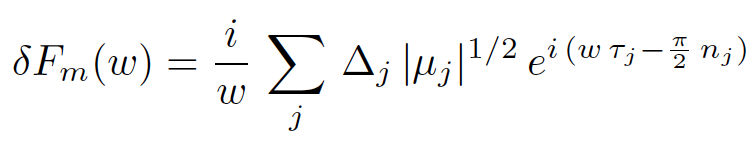 δF_m(w) = \frac{i}{w} \sum_j Δ_j |μ_j|^{1/2} e^{i (w τ_j - \frac{π}{2} n_j)}